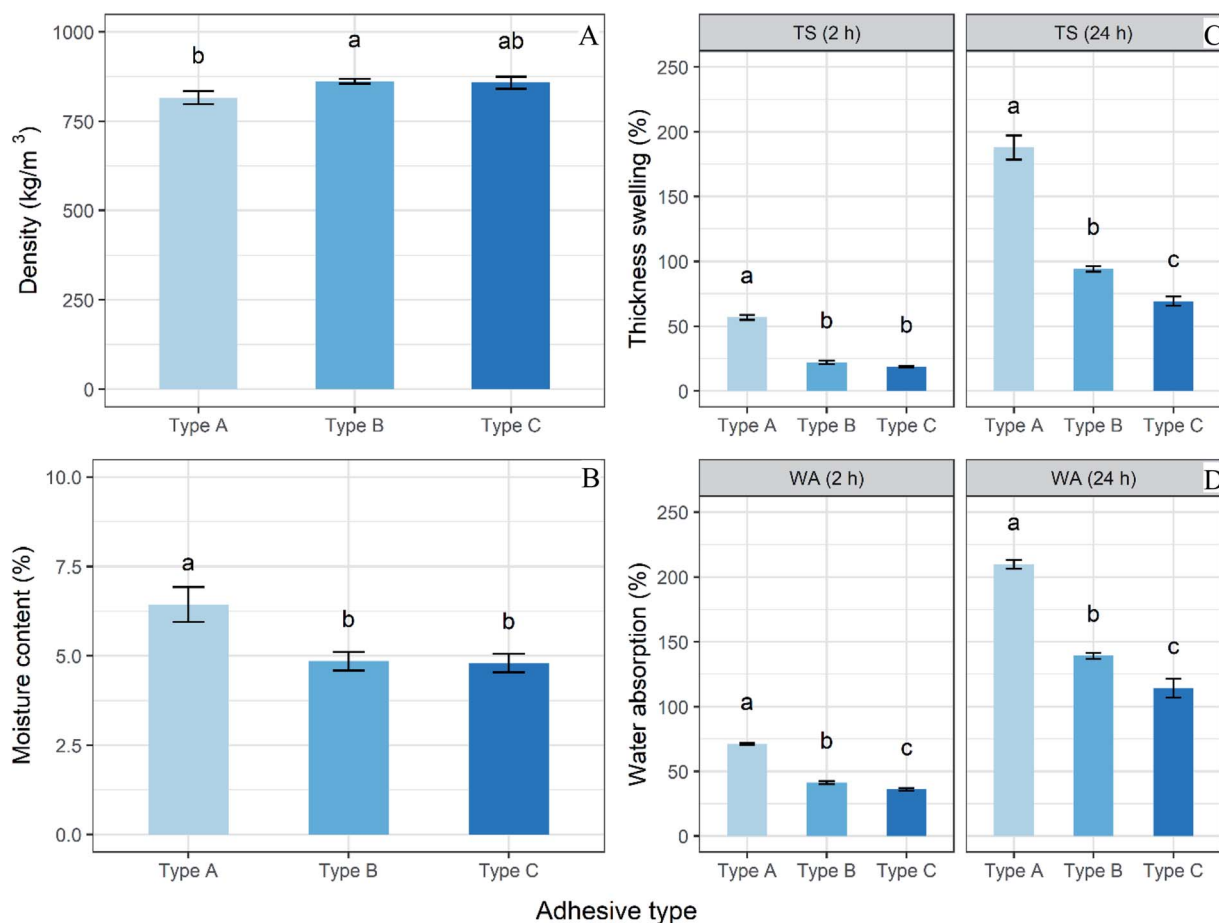 A
Density (kg/m 3)
1000
750
500
250
0
b
a
ab
Type A
Type B
Type C
B
Moisture content (%)
10.0
7.5
5.0
2.5
0.0
a
b
b
Type A
Type B
Type C
TS (2 h)
TS (24 h)
C
Thickness swelling (%)
250
200
150
100
50
0
a
b
b
a
b
c
Type A
Type B
Type C
Type A
Type B
Type C
WA (2 h)
WA (24 h)
D
Water absorption (%)
250
200
150
100
50
0
a
b
c
a
b
c
Type A
Type B
Type C
Type A
Type B
Type C
Adhesive type